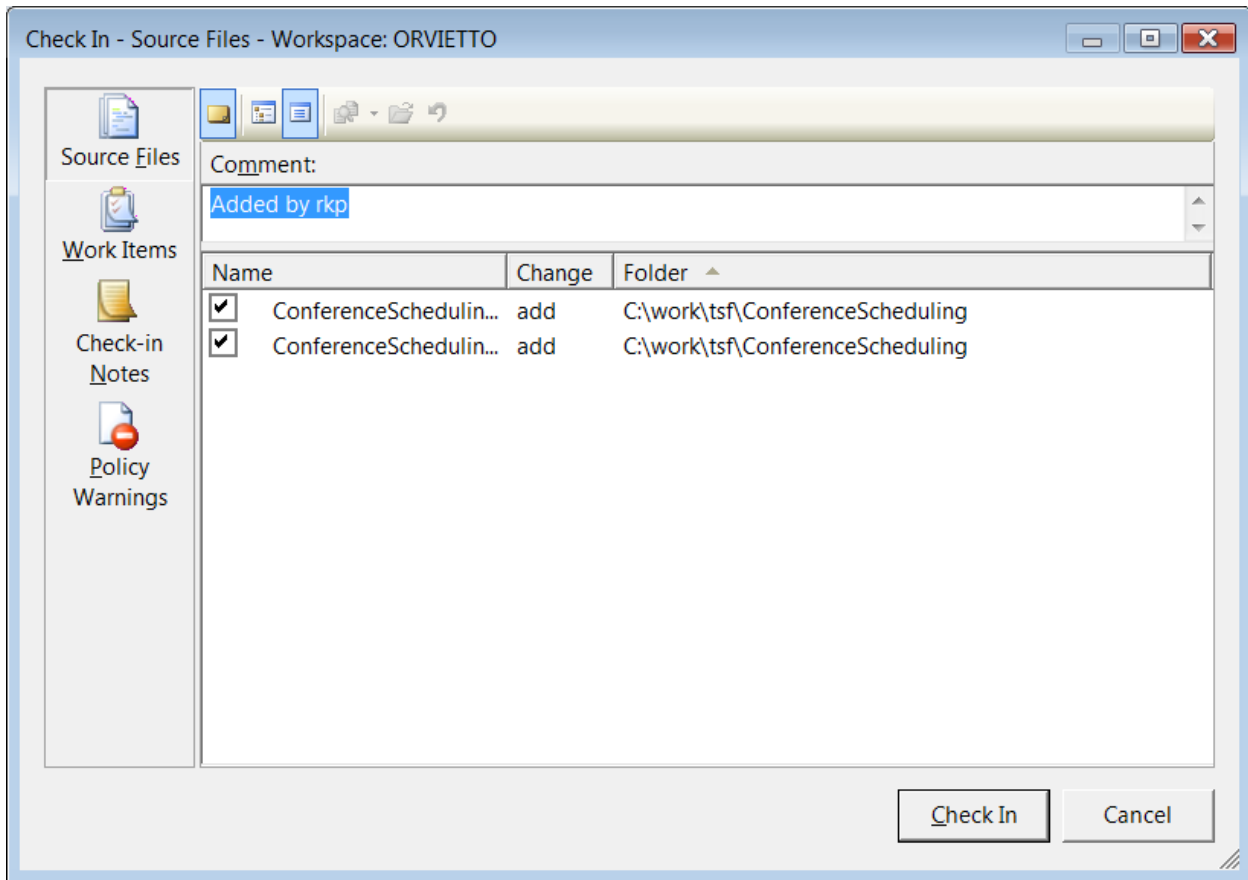 Check In - Source Files - Workspace: ORVIETTO
Source Files
Work Items
Check-in
Notes
Policy
Warnings
Comment:
Added by rkp
Name Change Folder
ConferenceSchedulin... add C:\work\tsf\ConferenceScheduling
ConferenceSchedulin... add C:\work\tsf\ConferenceScheduling
Check In Cancel